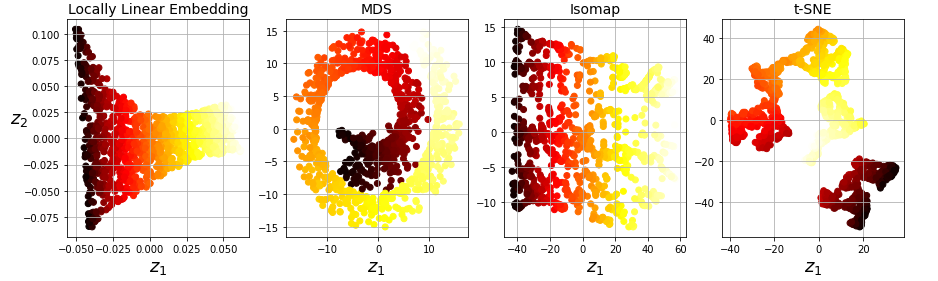 Locally Linear Embedding
0.100
0.075
0.050
0.025
0.000
−0.025
−0.050
−0.075
z2
−0.050 −0.025 0.000 0.025 0.050
z1
MDS
15
10
5
0
−5
−10
−15
−10 0 10
z1
Isomap
15
10
5
0
−5
−10
−40 −20 0 20 40 60
z1
t-SNE
40
20
0
−20
−40
−40 −20 0 20
z1